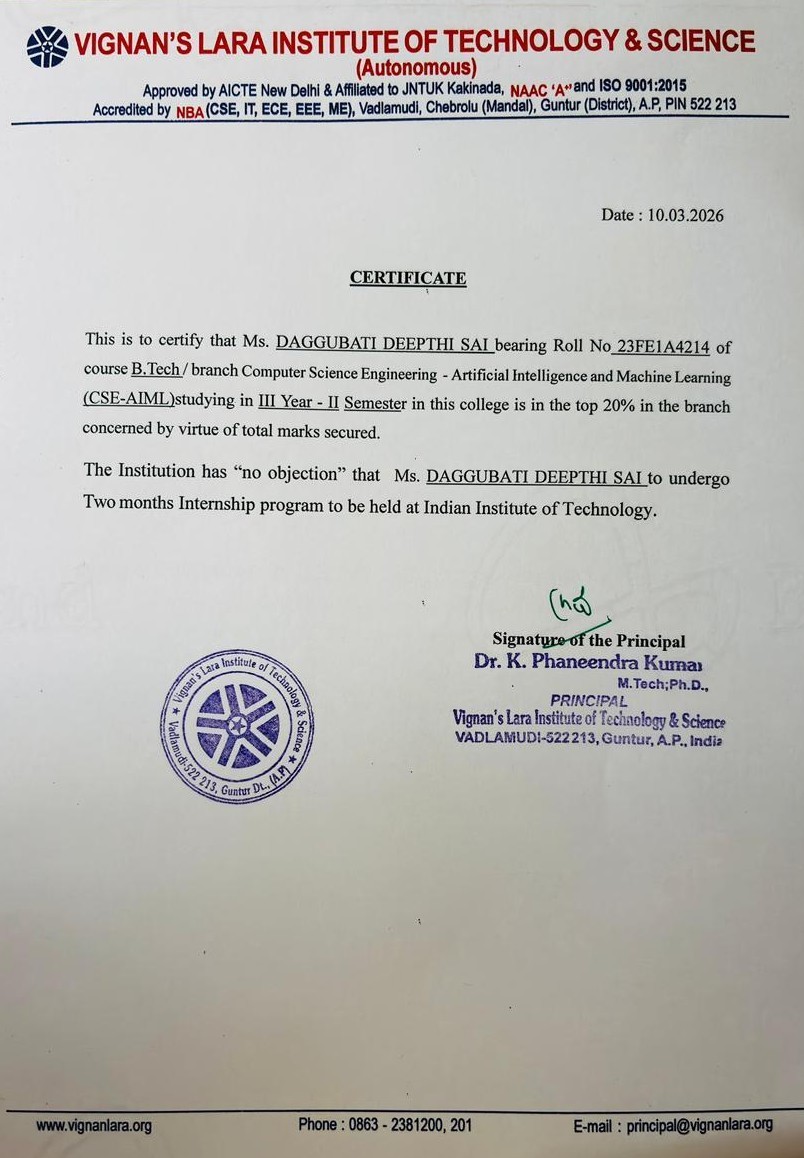 VIGNAN'S LARA INSTITUTE OF TECHNOLOGY & SCIENCE
(Autonomous)
Approved by AICTE New Delhi & Affiliated to JNTUK Kakinada, NAAC 'A+' and ISO 9001:2015
Accredited by NBA (CSE, IT, ECE, EEE, ME), Vadlamudi, Chebrolu (Mandal), Guntur (District), A.P, PIN 522 213
Date : 10.03.2026
CERTIFICATE
This is to certify that Ms. DAGGUBATI DEEPTHI SAI bearing Roll No 23FE1A4214 of
course B.Tech / branch Computer Science Engineering - Artificial Intelligence and Machine Learning
(CSE-AIML)studying in III Year - II Semester in this college is in the top 20% in the branch
concerned by virtue of total marks secured.
The Institution has “no objection” that Ms. DAGGUBATI DEEPTHI SAI to undergo
Two months Internship program to be held at Indian Institute of Technology.
Signature of the Principal
Dr. K. Phaneendra Kumar
M.Tech;Ph.D.,
PRINCIPAL
Vignan's Lara Institute of Technology & Science
VADLAMUDI-522213, Guntur, A.P., India
Vignan's Lara Institute of Technology & Science
Vadlamudi-522 213, Guntur Dt., (A.P)
www.vignanlara.org
Phone : 0863 - 2381200, 201
E-mail : principal@vignanlara.org